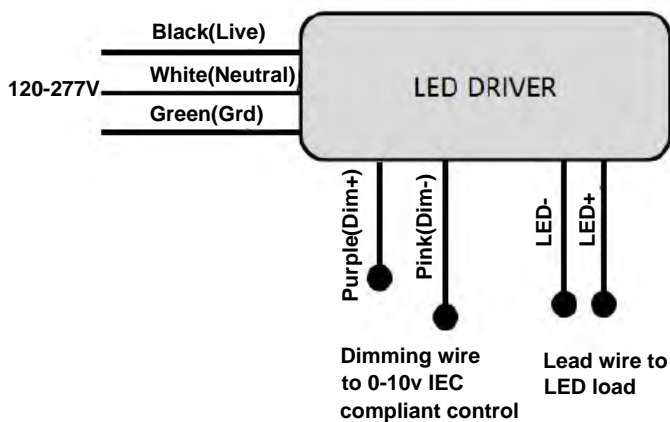 Black(Live)
120-277V
White(Neutral)
Green(Grd)
LED DRIVER
Purple(Dim+)
Pink(Dim-)
LED-
LED+
Dimming wire
to 0-10v IEC
compliant control
Lead wire to
LED load